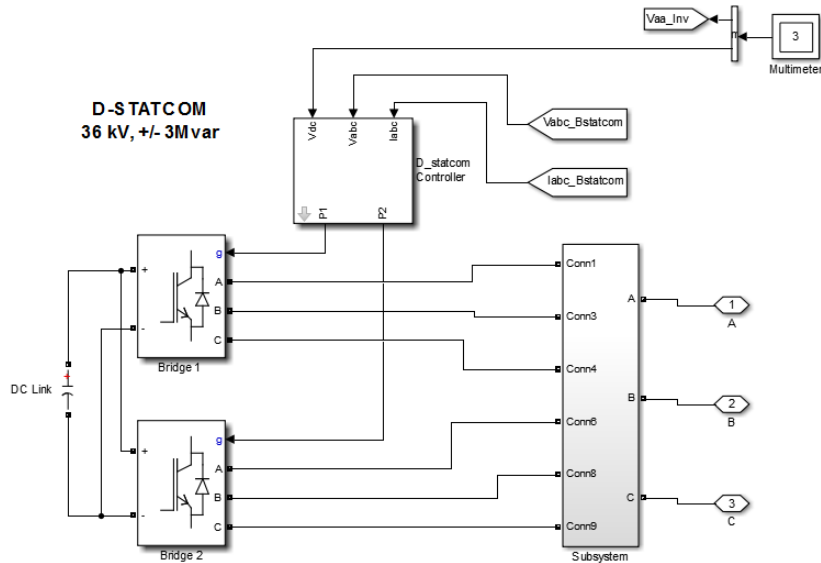 Vaa_Inv
3
Multimeter
D-STATCOM
36 kV, +/- 3Mvar
Vdc
Vabc
Iabc
Vabc_Bstatcom
D_statcom
Controller
Iabc_Bstatcom
P1
P2
g
+
A
B
-
C
Bridge 1
Conn1
Conn3
Conn4
Conn6
Conn8
Conn9
A
B
C
Subsystem
1
A
2
B
3
C
+
DC Link
g
+
A
B
-
C
Bridge 2